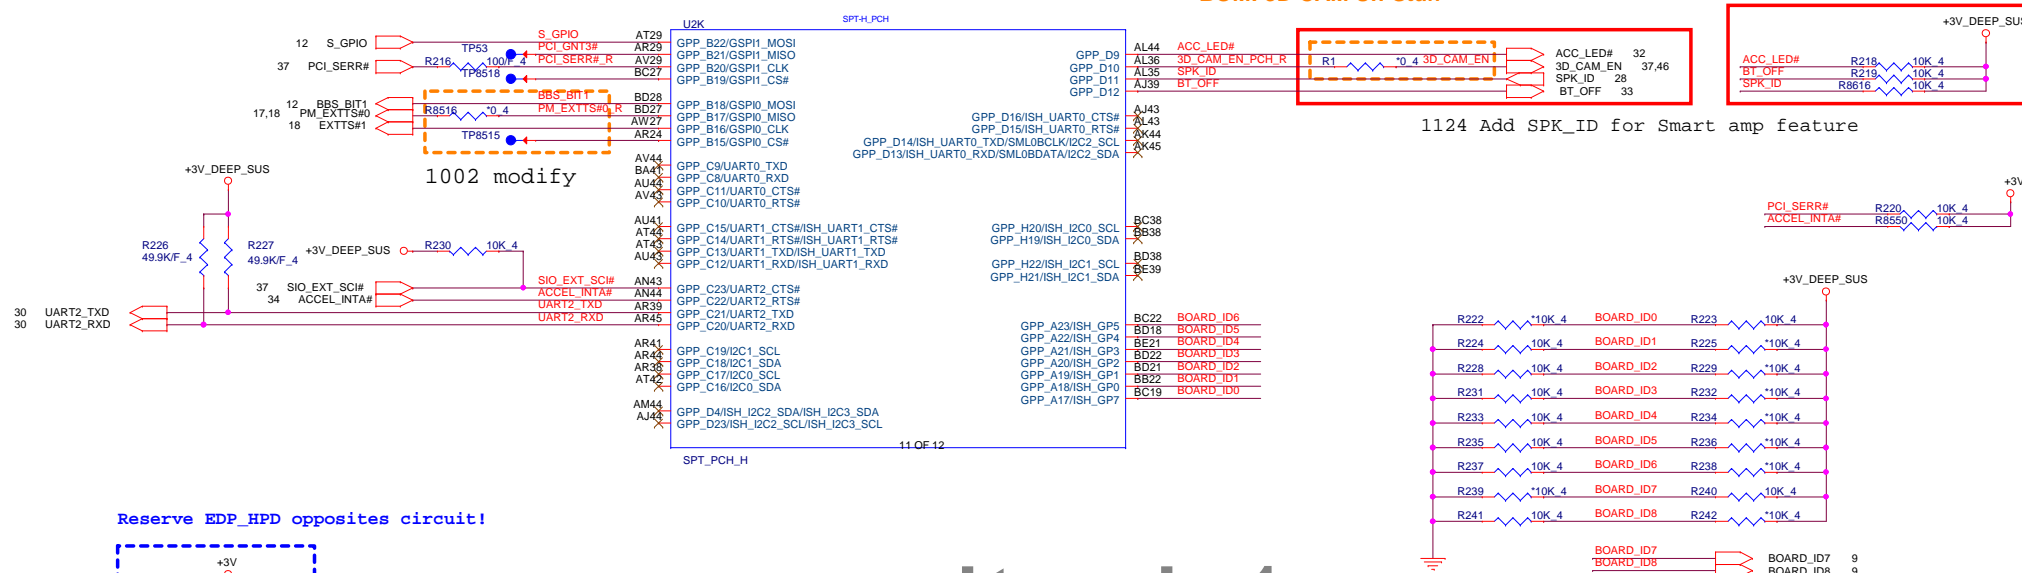 U2K
SPT-H_PCH
12 S_GPIO
S_GPIO AT29 GPP_B22/GSPI1_MOSI
TP53 PCI_GNT3# AR29 GPP_B21/GSPI1_MISO
37 PCI_SERR# R216 100/F_4 PCI_SERR#_R AV29 GPP_B20/GSPI1_CLK
TP8518 BC27 GPP_B19/GSPI1_CS#
12 BBS_BIT1 BBS_BIT1 BD28 GPP_B18/GSPI0_MOSI
17,18 PM_EXTTS#0 R8516 *0_4 PM_EXTTS#0_R BD27 GPP_B17/GSPI0_MISO
18 EXTTS#1 AW27 GPP_B16/GSPI0_CLK
TP8515 AR24 GPP_B15/GSPI0_CS#
1002 modify
AV44 GPP_C9/UART0_TXD
BA41 GPP_C8/UART0_RXD
AU44 GPP_C11/UART0_CTS#
AV43 GPP_C10/UART0_RTS#
AU41 GPP_C15/UART1_CTS#/ISH_UART1_CTS#
AT44 GPP_C14/UART1_RTS#/ISH_UART1_RTS#
AT43 GPP_C13/UART1_TXD/ISH_UART1_TXD
AU43 GPP_C12/UART1_RXD/ISH_UART1_RXD
+3V_DEEP_SUS
R226 49.9K/F_4
R227 49.9K/F_4
+3V_DEEP_SUS R230 10K_4
37 SIO_EXT_SCI# SIO_EXT_SCI# AN43 GPP_C23/UART2_CTS#
34 ACCEL_INTA# ACCEL_INTA# AN44 GPP_C22/UART2_RTS#
30 UART2_TXD UART2_TXD AR39 GPP_C21/UART2_TXD
30 UART2_RXD UART2_RXD AR45 GPP_C20/UART2_RXD
AR41 GPP_C19/I2C1_SCL
AR44 GPP_C18/I2C1_SDA
AR38 GPP_C17/I2C0_SCL
AT42 GPP_C16/I2C0_SDA
AM44 GPP_D4/ISH_I2C2_SDA/ISH_I2C3_SDA
AJ44 GPP_D23/ISH_I2C2_SCL/ISH_I2C3_SCL
11 OF 12
SPT_PCH_H
GPP_D9 AL44 ACC_LED# ACC_LED# 32
GPP_D10 AL36 3D_CAM_EN_PCH_R R1 *0_4 3D_CAM_EN 3D_CAM_EN 37,46
GPP_D11 AL35 SPK_ID SPK_ID 28
GPP_D12 AJ39 BT_OFF BT_OFF 33
1124 Add SPK_ID for Smart amp feature
GPP_D16/ISH_UART0_CTS# AJ43
GPP_D15/ISH_UART0_RTS# AL43
GPP_D14/ISH_UART0_TXD/SML0BCLK/I2C2_SCL AK44
GPP_D13/ISH_UART0_RXD/SML0BDATA/I2C2_SDA AK45
GPP_H20/ISH_I2C0_SCL BC38
GPP_H19/ISH_I2C0_SDA BB38
GPP_H22/ISH_I2C1_SCL BD38
GPP_H21/ISH_I2C1_SDA BE39
GPP_A23/ISH_GP5 BC22 BOARD_ID6
GPP_A22/ISH_GP4 BD18 BOARD_ID5
GPP_A21/ISH_GP3 BE21 BOARD_ID4
GPP_A20/ISH_GP2 BD22 BOARD_ID3
GPP_A19/ISH_GP1 BD21 BOARD_ID2
GPP_A18/ISH_GP0 BB22 BOARD_ID1
GPP_A17/ISH_GP7 BC19 BOARD_ID0
+3V_DEEP_SUS
ACC_LED# R218 10K_4
BT_OFF R219 10K_4
SPK_ID R8616 10K_4
+3V
PCI_SERR# R220 10K_4
ACCEL_INTA# R8550 10K_4
+3V_DEEP_SUS
R222 *10K_4 BOARD_ID0 R223 10K_4
R224 10K_4 BOARD_ID1 R225 *10K_4
R228 10K_4 BOARD_ID2 R229 *10K_4
R231 10K_4 BOARD_ID3 R232 *10K_4
R233 10K_4 BOARD_ID4 R234 *10K_4
R235 10K_4 BOARD_ID5 R236 *10K_4
R237 10K_4 BOARD_ID6 R238 *10K_4
R239 *10K_4 BOARD_ID7 R240 10K_4
R241 10K_4 BOARD_ID8 R242 *10K_4
BOARD_ID7 BOARD_ID7 9
BOARD_ID8 BOARD_ID8 9
Reserve EDP_HPD opposites circuit!
+3V